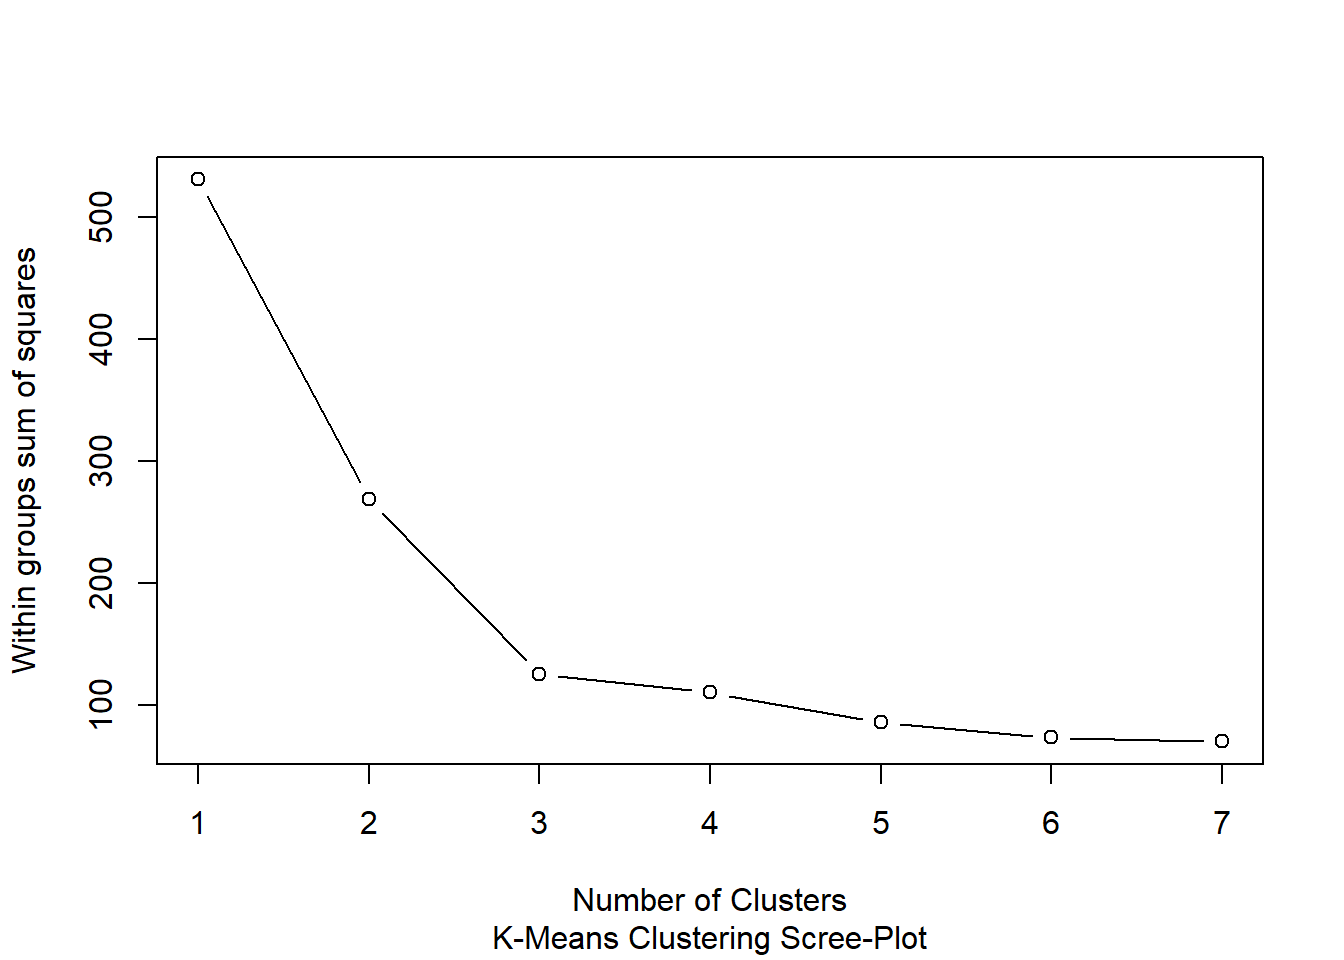 Within groups sum of squares
500
400
300
200
100
1 2 3 4 5 6 7
Number of Clusters
K-Means Clustering Scree-Plot